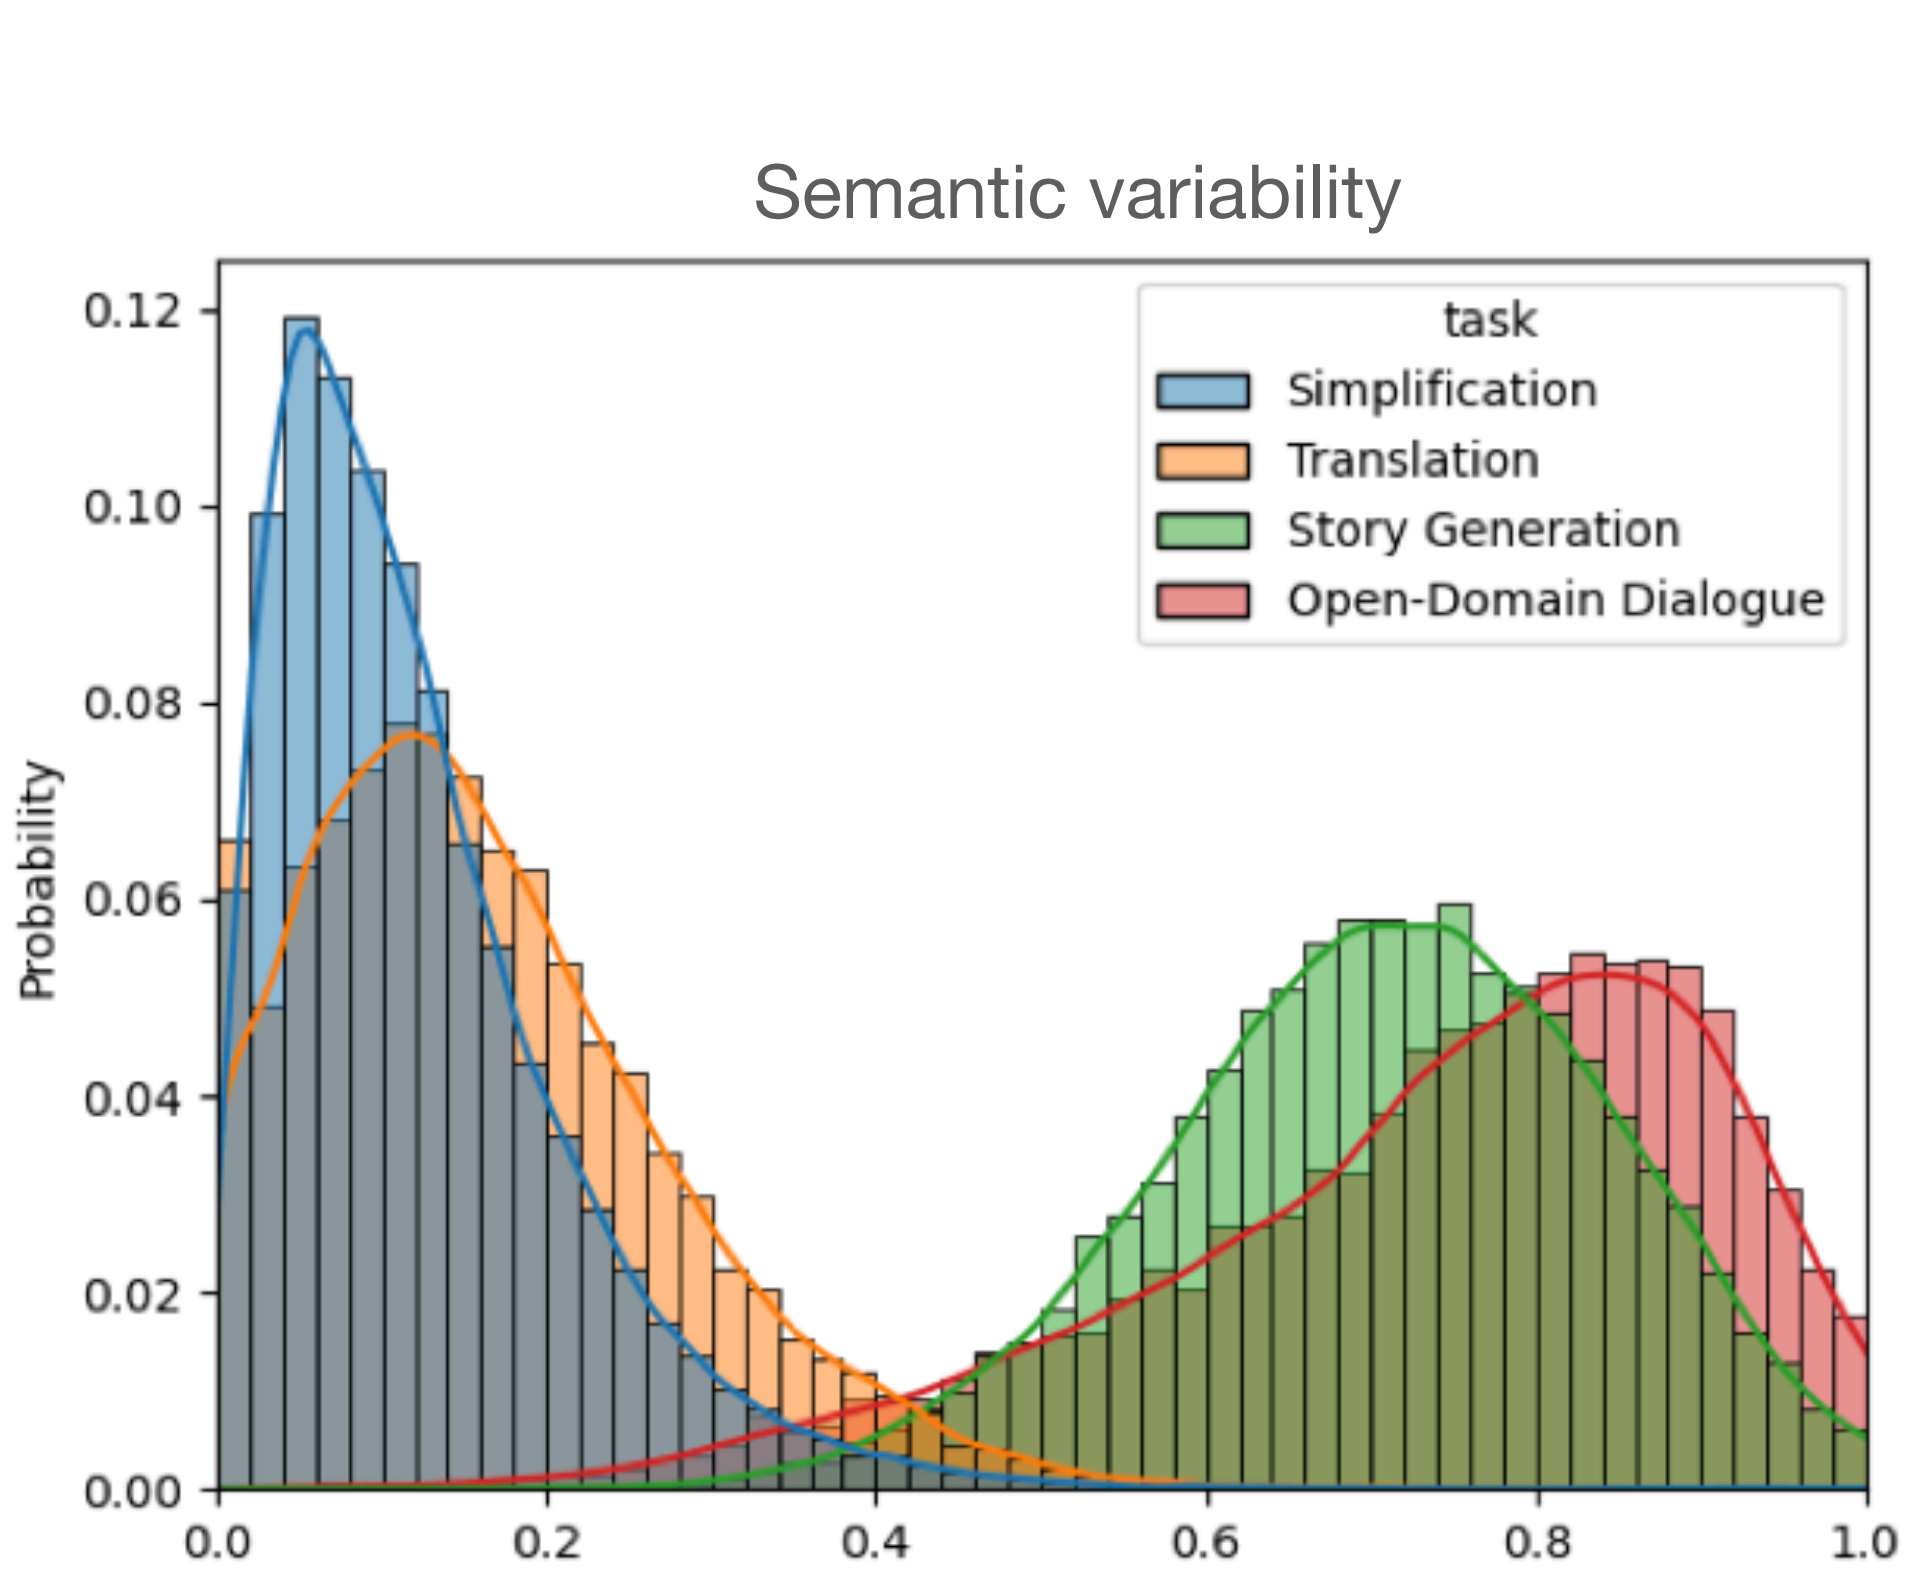 Semantic variability
0.12
0.10
0.08
0.06
0.04
0.02
0.00
Probability
task
Simplification
Translation
Story Generation
Open-Domain Dialogue
0.0 0.2 0.4 0.6 0.8 1.0